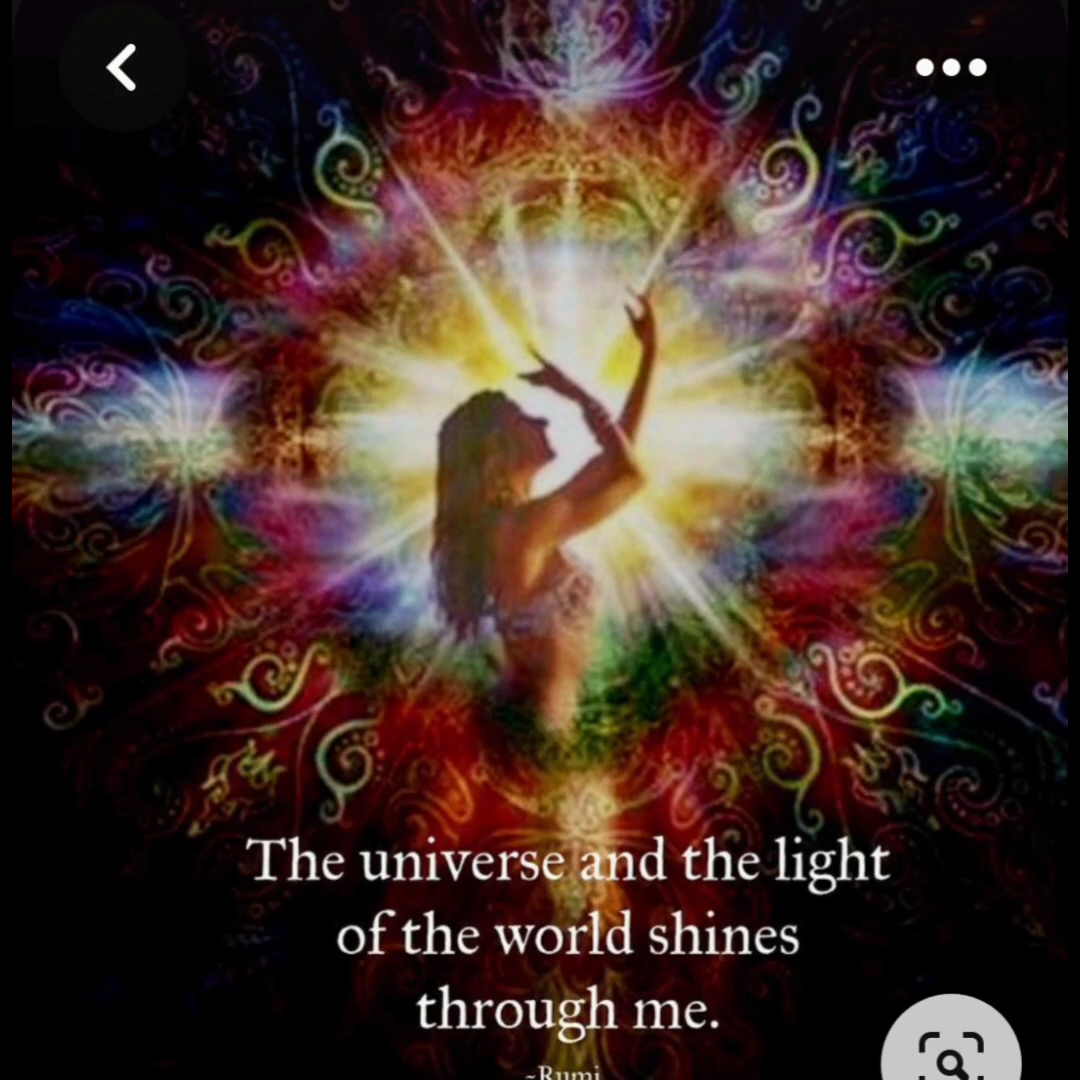 The universe and the light
of the world shines
through me.
~Rumi